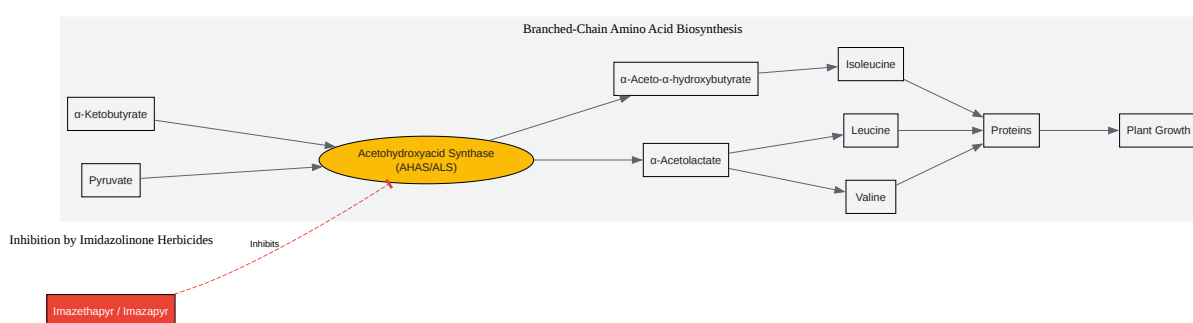 Branched-Chain Amino Acid Biosynthesis
α-Ketobutyrate
Pyruvate
Acetohydroxyacid Synthase
(AHAS/ALS)
α-Aceto-α-hydroxybutyrate
α-Acetolactate
Isoleucine
Leucine
Valine
Proteins
Plant Growth
Inhibition by Imidazolinone Herbicides
Inhibits
Imazethapyr / Imazapyr